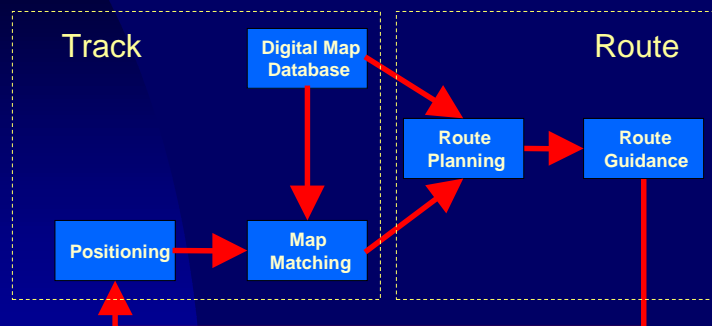 Track
Digital Map
Database
Route
Route
Planning
Route
Guidance
Positioning
Map
Matching